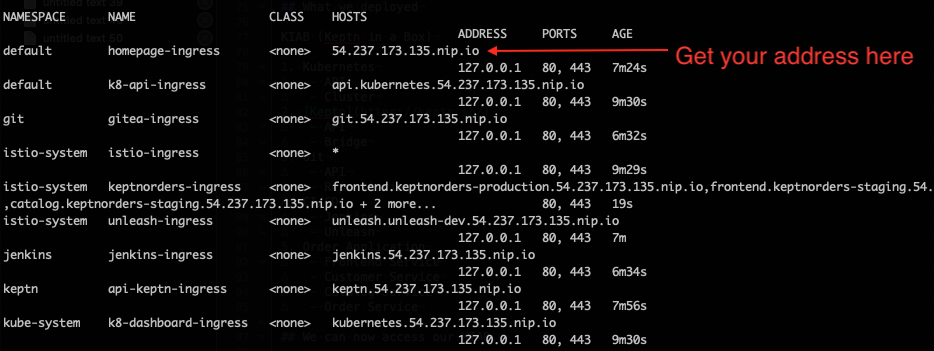 NAMESPACE NAME CLASS HOSTS
ADDRESS PORTS AGE
default homepage-ingress <none> 54.237.173.135.nip.io
127.0.0.1 80, 443 7m24s
Get your address here
default k8-api-ingress <none> api.kubernetes.54.237.173.135.nip.io
127.0.0.1 80, 443 9m30s
git gitea-ingress <none> git.54.237.173.135.nip.io
127.0.0.1 80, 443 6m32s
istio-system istio-ingress <none> *
127.0.0.1 80, 443 9m29s
istio-system keptnorders-ingress <none> frontend.keptnorders-production.54.237.173.135.nip.io,frontend.keptnorders-staging.54.
,catalog.keptnorders-staging.54.237.173.135.nip.io + 2 more... 80, 443 19s
istio-system unleash-ingress <none> unleash.unleash-dev.54.237.173.135.nip.io
127.0.0.1 80, 443 7m
jenkins jenkins-ingress <none> jenkins.54.237.173.135.nip.io
127.0.0.1 80, 443 6m34s
keptn api-keptn-ingress <none> keptn.54.237.173.135.nip.io
127.0.0.1 80, 443 7m56s
kube-system k8-dashboard-ingress <none> kubernetes.54.237.173.135.nip.io
127.0.0.1 80, 443 9m30s